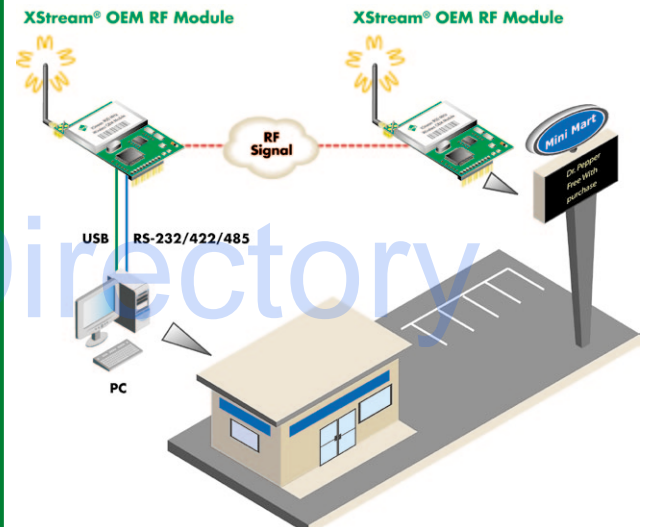 XStream® OEM RF Module
XStream® OEM RF Module
RF
Signal
Mini Mart
Dr. Pepper
Free With
purchase
USB
RS-232/422/485
Directory
PC